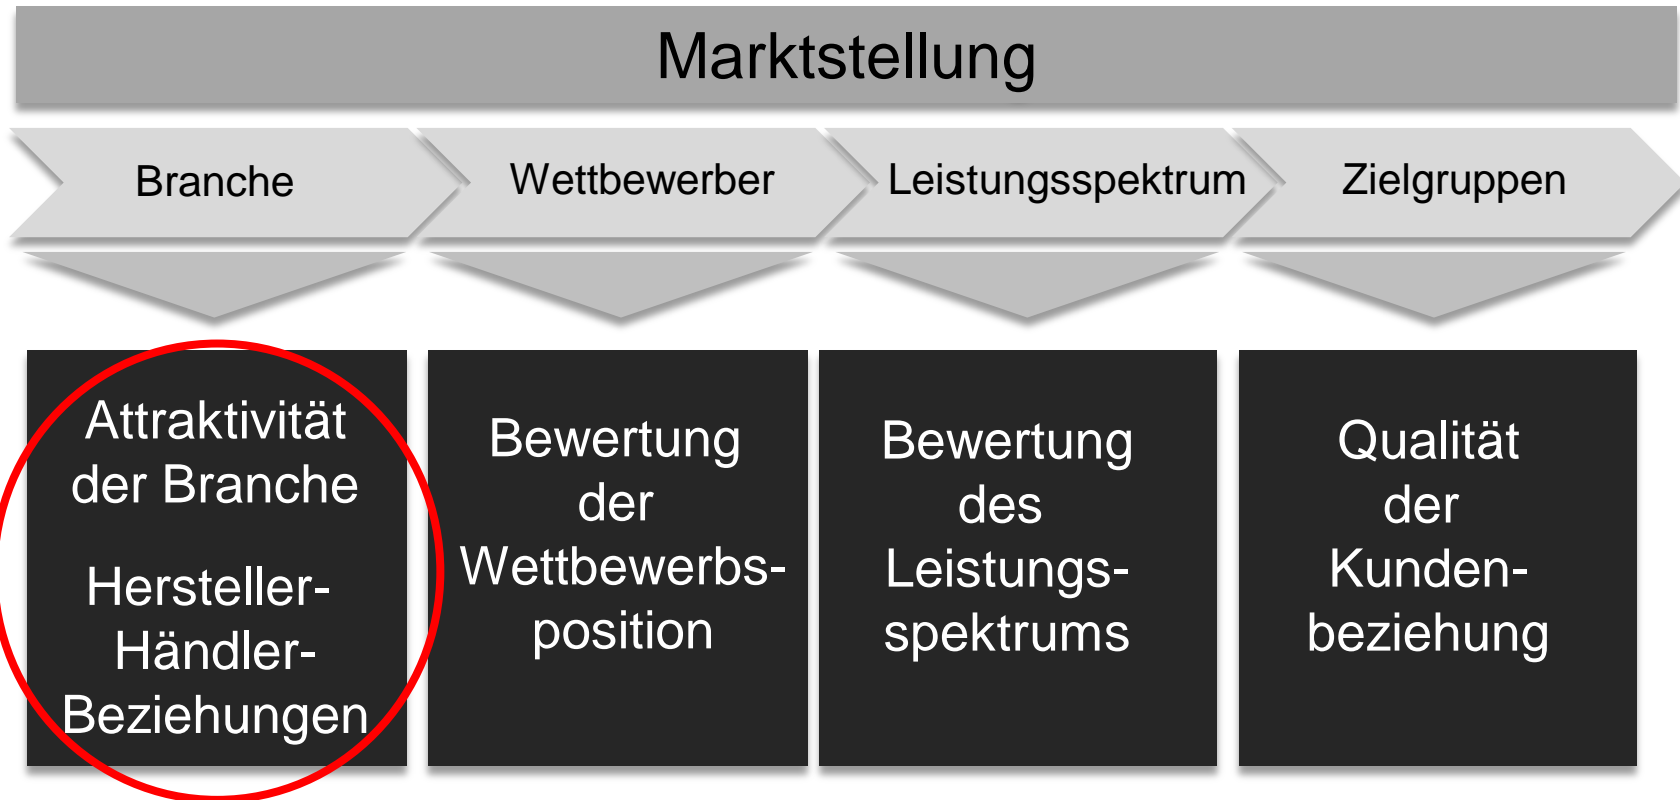 Marktstellung
Branche
Wettbewerber
Leistungsspektrum
Zielgruppen
Attraktivität
der Branche
Hersteller-
Händler-
Beziehungen
Bewertung
der
Wettbewerbs-
position
Bewertung
des
Leistungs-
spektrums
Qualität
der
Kunden-
beziehung